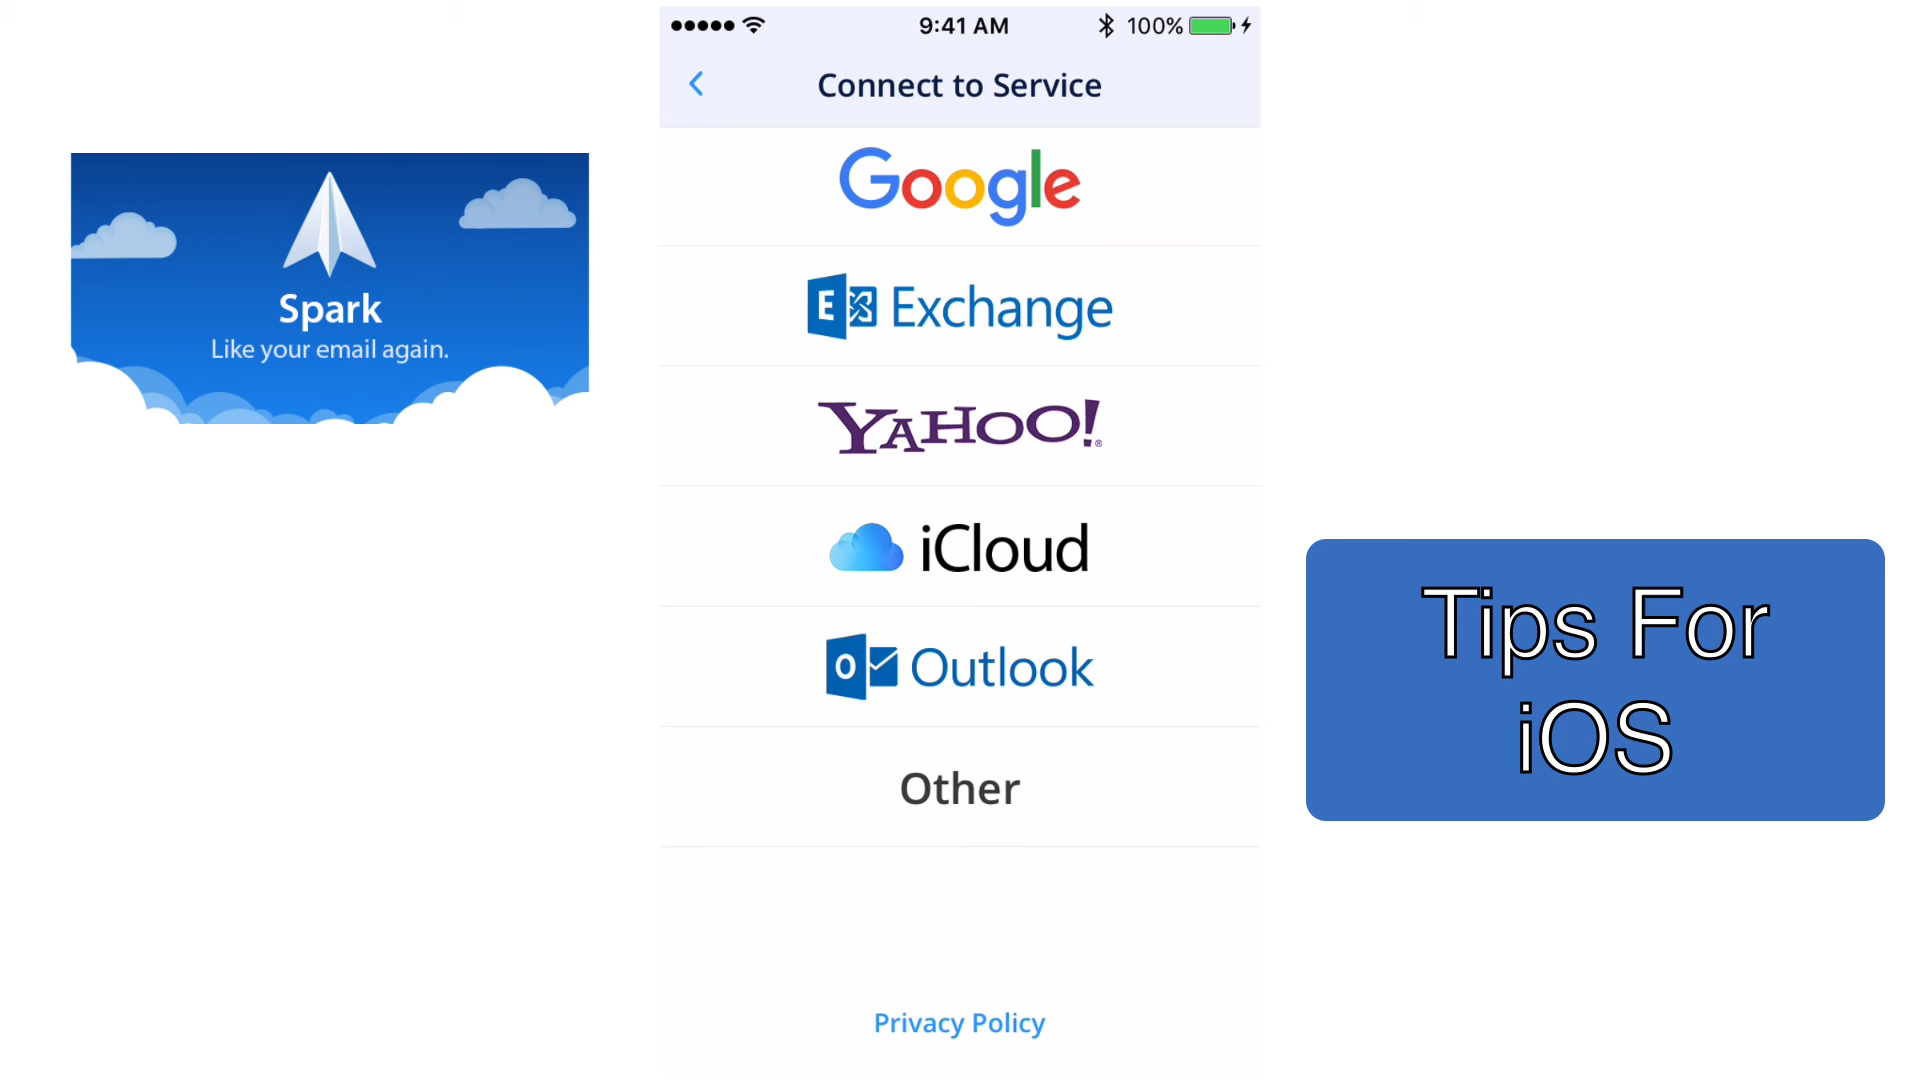 9:41 AM
100%
Connect to Service
Google
Spark
Like your email again.
E Exchange
YAHOO!®
iCloud
O Outlook
Other
Privacy Policy
Tips For
iOS